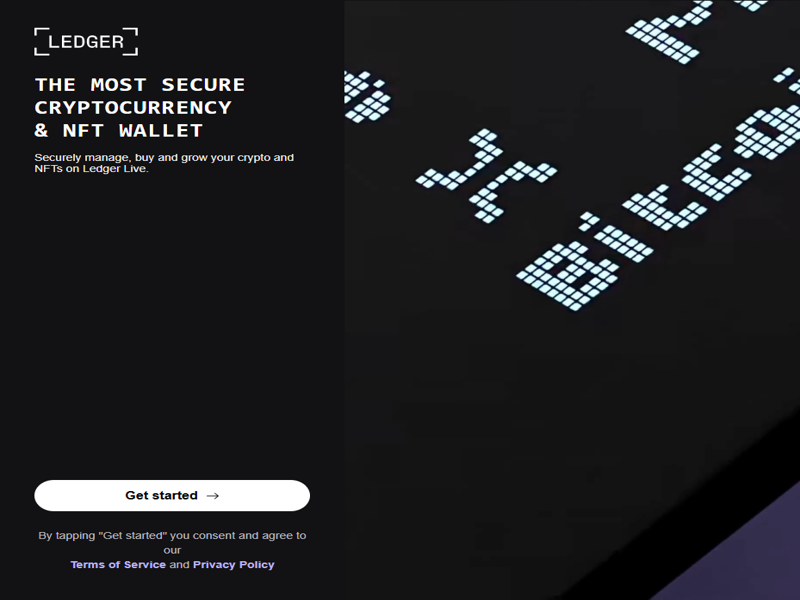 LEDGER
THE MOST SECURE
CRYPTOCURRENCY
& NFT WALLET
Securely manage, buy and grow your crypto and
NFTs on Ledger Live.
Get started →
By tapping "Get started" you consent and agree to
our
Terms of Service and Privacy Policy